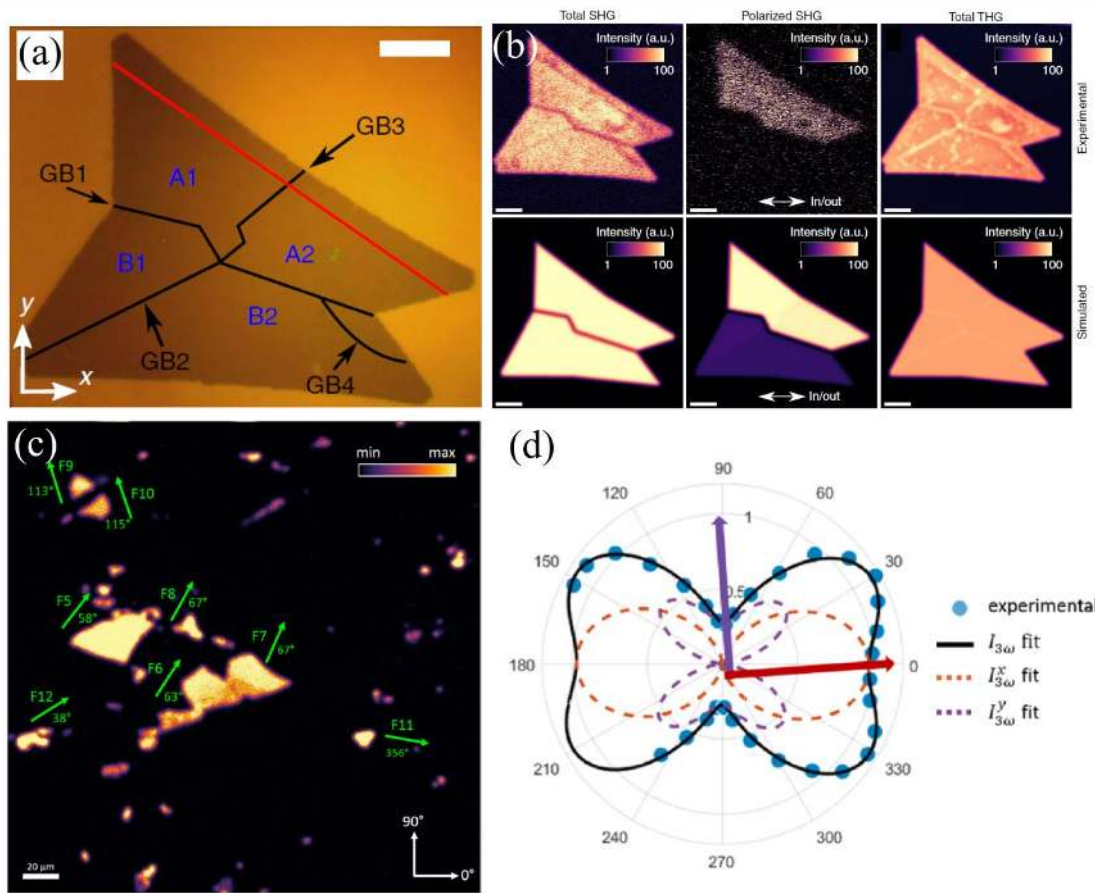 (a)
GB3
GB1
A1
B1
A2
B2
GB2
GB4
y
x
(b)
Total SHG
Polarized SHG
Total THG
Intensity (a.u.)
1 100
Intensity (a.u.)
1 100
Intensity (a.u.)
1 100
In/out
Experimental
Intensity (a.u.)
1 100
Intensity (a.u.)
1 100
Intensity (a.u.)
1 100
In/out
Simulated
(c)
min max
F9
113°
F10
115°
F5
58°
F8
67°
F7
67°
F6
63°
F12
38°
F11
356°
90°
0°
20 μm
(d)
90
120 60
1
150 30
0.5
180 0
210 330
240 300
270
experimental
I3ω fit
Iˣ3ω fit
Iʸ3ω fit